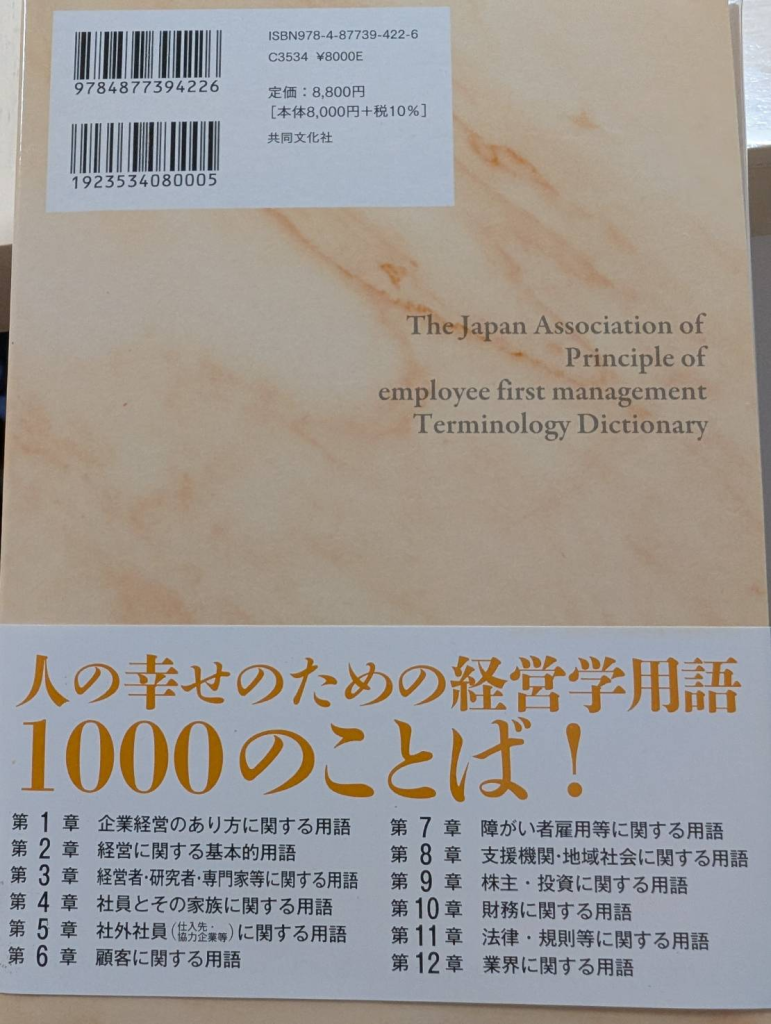 ISBN978-4-87739-422-6
C3534 ¥8000E
9784877394226
定価：8,800円
[本体8,000円＋税10%]
共同文化社
1923534080005
The Japan Association of
Principle of
employee first management
Terminology Dictionary
人の幸せのための経営学用語
1000のことば！
第1章 企業経営のあり方に関する用語
第2章 経営に関する基本的用語
第3章 経営者・研究者・専門家等に関する用語
第4章 社員とその家族に関する用語
第5章 社外社員（仕入先・協力企業等）に関する用語
第6章 顧客に関する用語
第7章 障がい者雇用等に関する用語
第8章 支援機関・地域社会に関する用語
第9章 株主・投資に関する用語
第10章 財務に関する用語
第11章 法律・規則等に関する用語
第12章 業界に関する用語